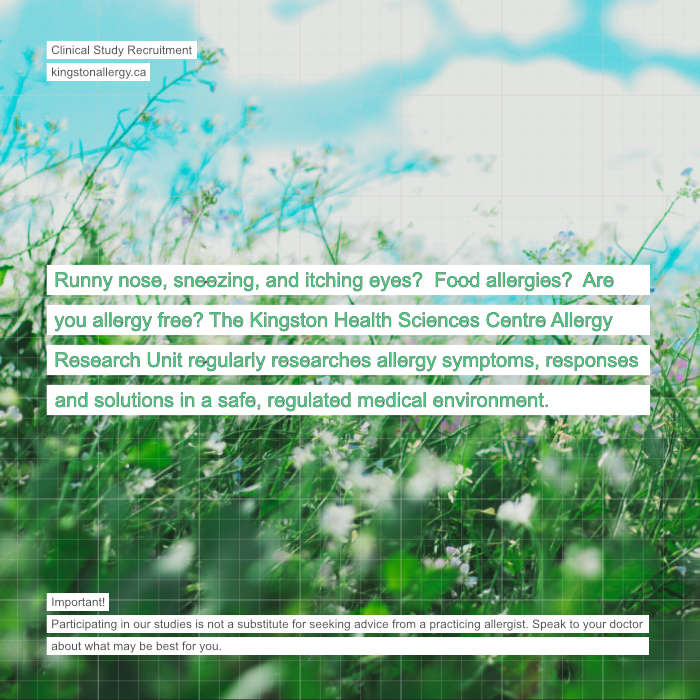 Clinical Study Recruitment
kingstonallergy.ca
Runny nose, sneezing, and itching eyes?  Food allergies?  Are
you allergy free? The Kingston Health Sciences Centre Allergy
Research Unit regularly researches allergy symptoms, responses
and solutions in a safe, regulated medical environment.
Important!
Participating in our studies is not a substitute for seeking advice from a practicing allergist. Speak to your doctor
about what may be best for you.